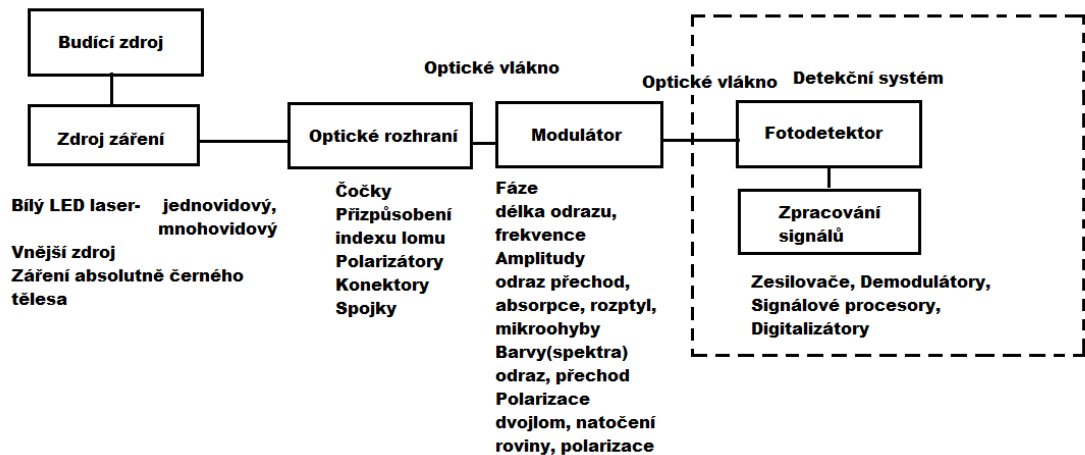 Budící zdroj
Zdroj záření
Bílý LED laser- jednovidový,
mnohovidový
Vnější zdroj
Záření absolutně černého
tělesa
Optické rozhraní
Čočky
Přizpůsobení
indexu lomu
Polarizátory
Konektory
Spojky
Optické vlákno
Modulátor
Fáze
délka odrazu,
frekvence
Amplitudy
odraz přechod,
absorpce, rozptyl,
mikroohyby
Barvy(spektra)
odraz, přechod
Polarizace
dvojlom, natočení
roviny, polarizace
Optické vlákno
Detekční systém
Fotodetektor
Zpracování
signálů
Zesilovače, Demodulátory,
Signálové procesory,
Digitalizátory